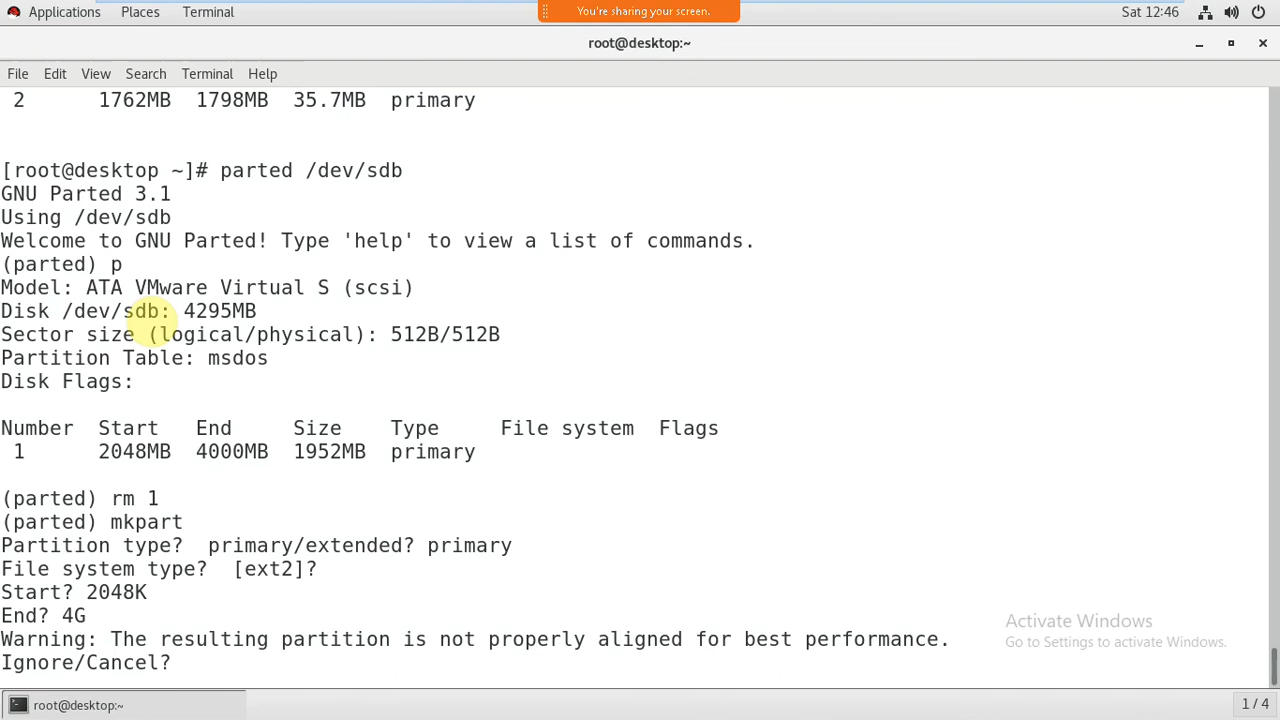 Applications Places Terminal
You're sharing your screen.
Sat 12:46
root@desktop:~
File Edit View Search Terminal Help
2 1762MB 1798MB 35.7MB primary
[root@desktop ~]# parted /dev/sdb
GNU Parted 3.1
Using /dev/sdb
Welcome to GNU Parted! Type 'help' to view a list of commands.
(parted) p
Model: ATA VMware Virtual S (scsi)
Disk /dev/sdb: 4295MB
Sector size (logical/physical): 512B/512B
Partition Table: msdos
Disk Flags:
Number Start End Size Type File system Flags
1 2048MB 4000MB 1952MB primary
(parted) rm 1
(parted) mkpart
Partition type? primary/extended? primary
File system type? [ext2]?
Start? 2048K
End? 4G
Warning: The resulting partition is not properly aligned for best performance.
Ignore/Cancel?
Activate Windows
Go to Settings to activate Windows.
root@desktop:~
1 / 4